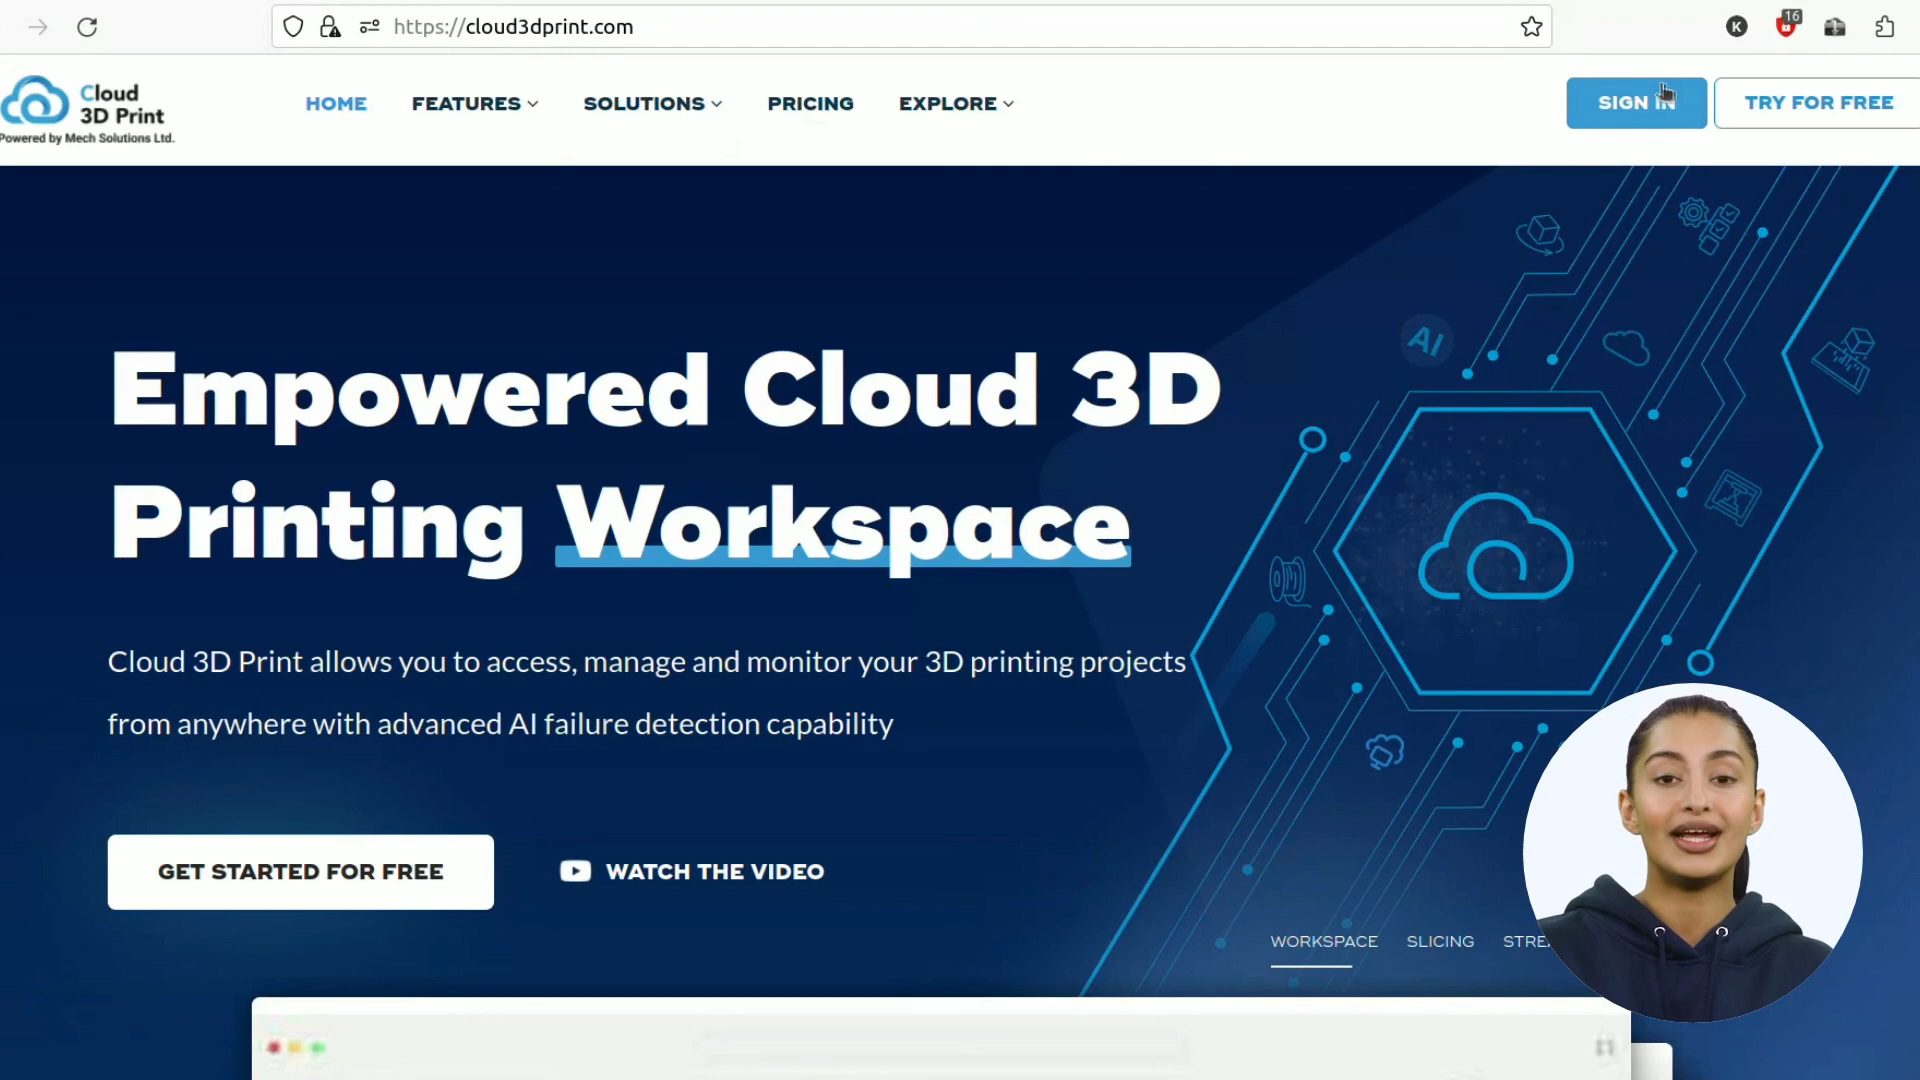 https://cloud3dprint.com
K
16
Cloud
3D Print
Powered by Mech Solutions Ltd.
HOME
FEATURES
SOLUTIONS
PRICING
EXPLORE
SIGN IN
TRY FOR FREE
AI
Empowered Cloud 3D
Printing Workspace
Cloud 3D Print allows you to access, manage and monitor your 3D printing projects
from anywhere with advanced AI failure detection capability
GET STARTED FOR FREE
WATCH THE VIDEO
WORKSPACE
SLICING